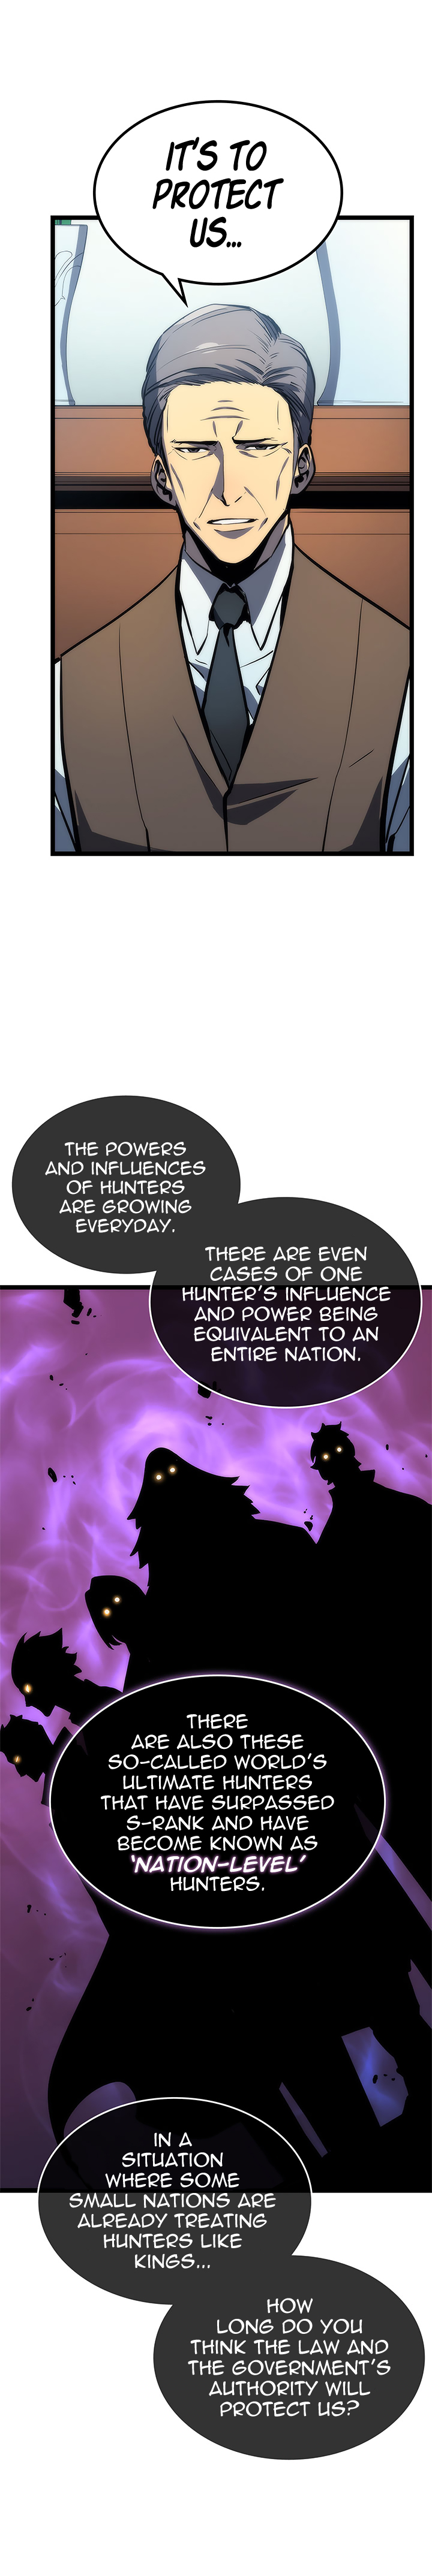 IT'S TO
PROTECT
US...
THE POWERS
AND INFLUENCES
OF HUNTERS
ARE GROWING
EVERYDAY.
THERE ARE EVEN
CASES OF ONE
HUNTER'S INFLUENCE
AND POWER BEING
EQUIVALENT TO AN
ENTIRE NATION.
THERE
ARE ALSO THESE
SO-CALLED WORLD'S
ULTIMATE HUNTERS
THAT HAVE SURPASSED
S-RANK AND HAVE
BECOME KNOWN AS
'NATION-LEVEL'
HUNTERS.
IN A
SITUATION
WHERE SOME
SMALL NATIONS ARE
ALREADY TREATING
HUNTERS LIKE
KINGS...
HOW
LONG DO YOU
THINK THE LAW AND
THE GOVERNMENT'S
AUTHORITY WILL
PROTECT US?